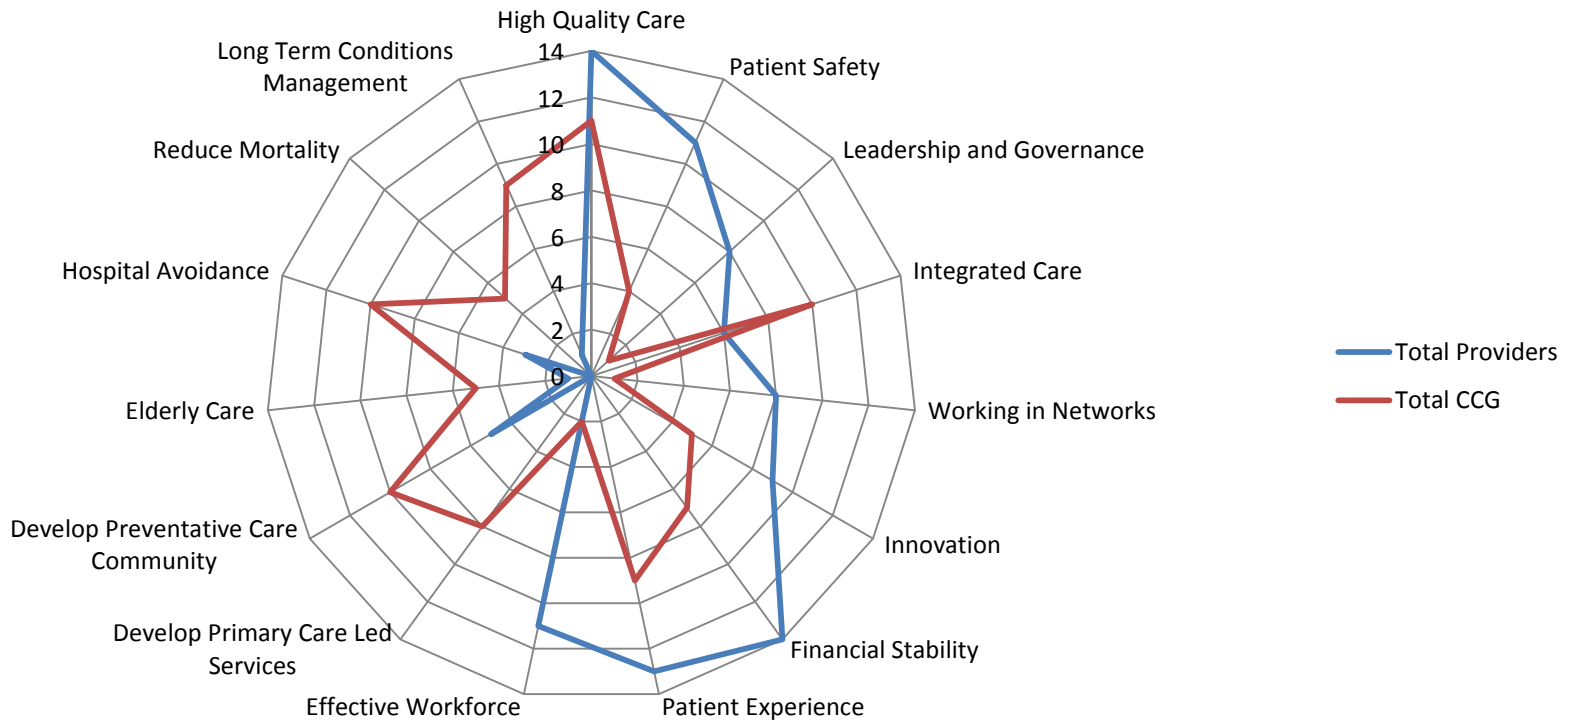 High Quality Care
Patient Safety
Leadership and Governance
Integrated Care
Working in Networks
Innovation
Financial Stability
Patient Experience
Effective Workforce
Develop Primary Care Led
Services
Develop Preventative Care
Community
Elderly Care
Hospital Avoidance
Reduce Mortality
Long Term Conditions
Management
14
12
10
8
6
4
2
0
Total Providers
Total CCG